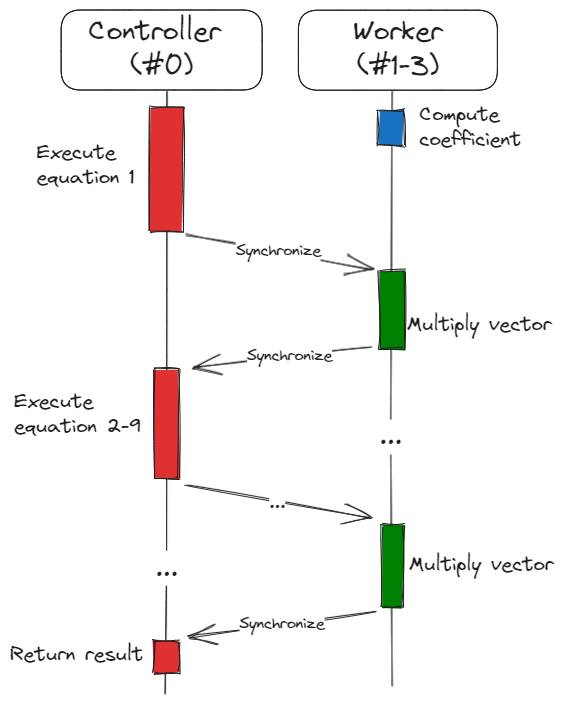 Controller
(#0)
Worker
(#1-3)
Compute
coefficient
Execute
equation 1
Synchronize
Multiply vector
Synchronize
Execute
equation 2-9
...
...
Multiply vector
...
Synchronize
Return result